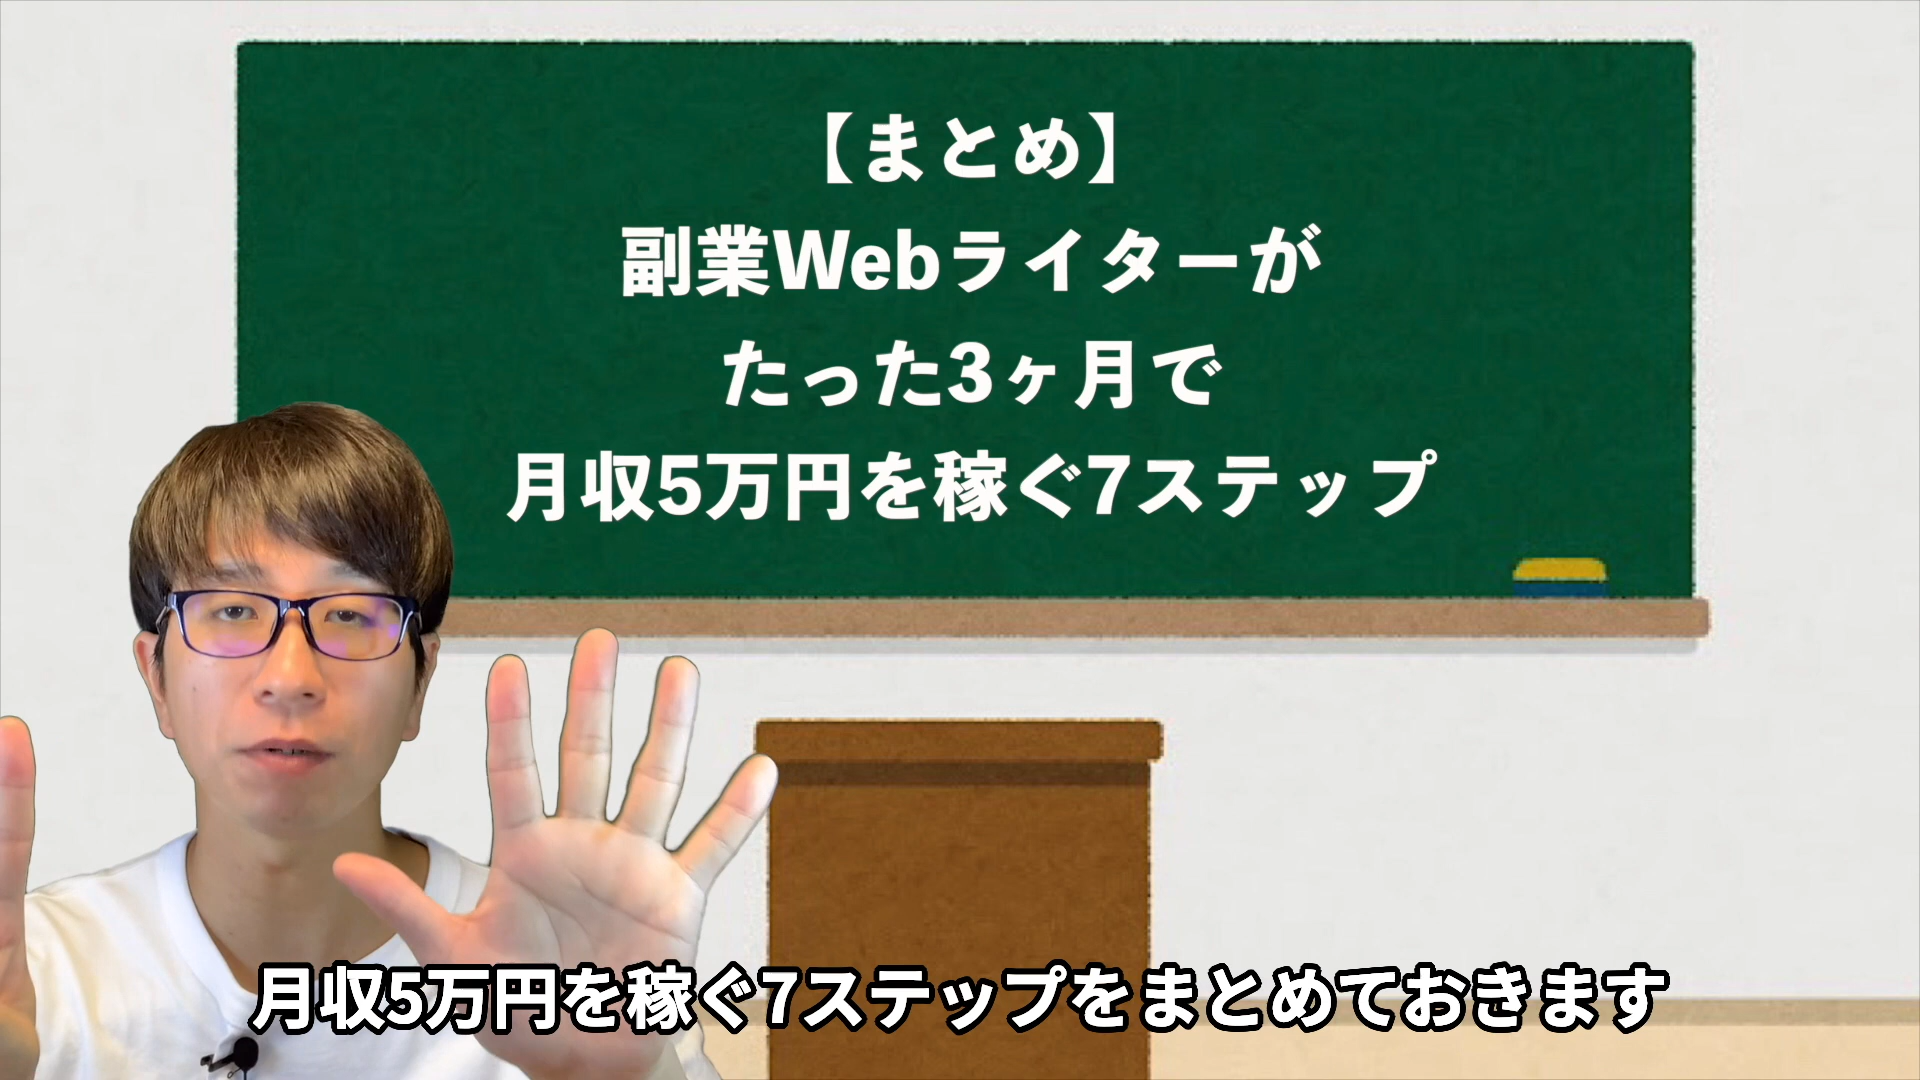 【まとめ】
副業Webライターが
たった3ヶ月で
月収5万円を稼ぐ7ステップ
月収5万円を稼ぐ7ステップをまとめておきます